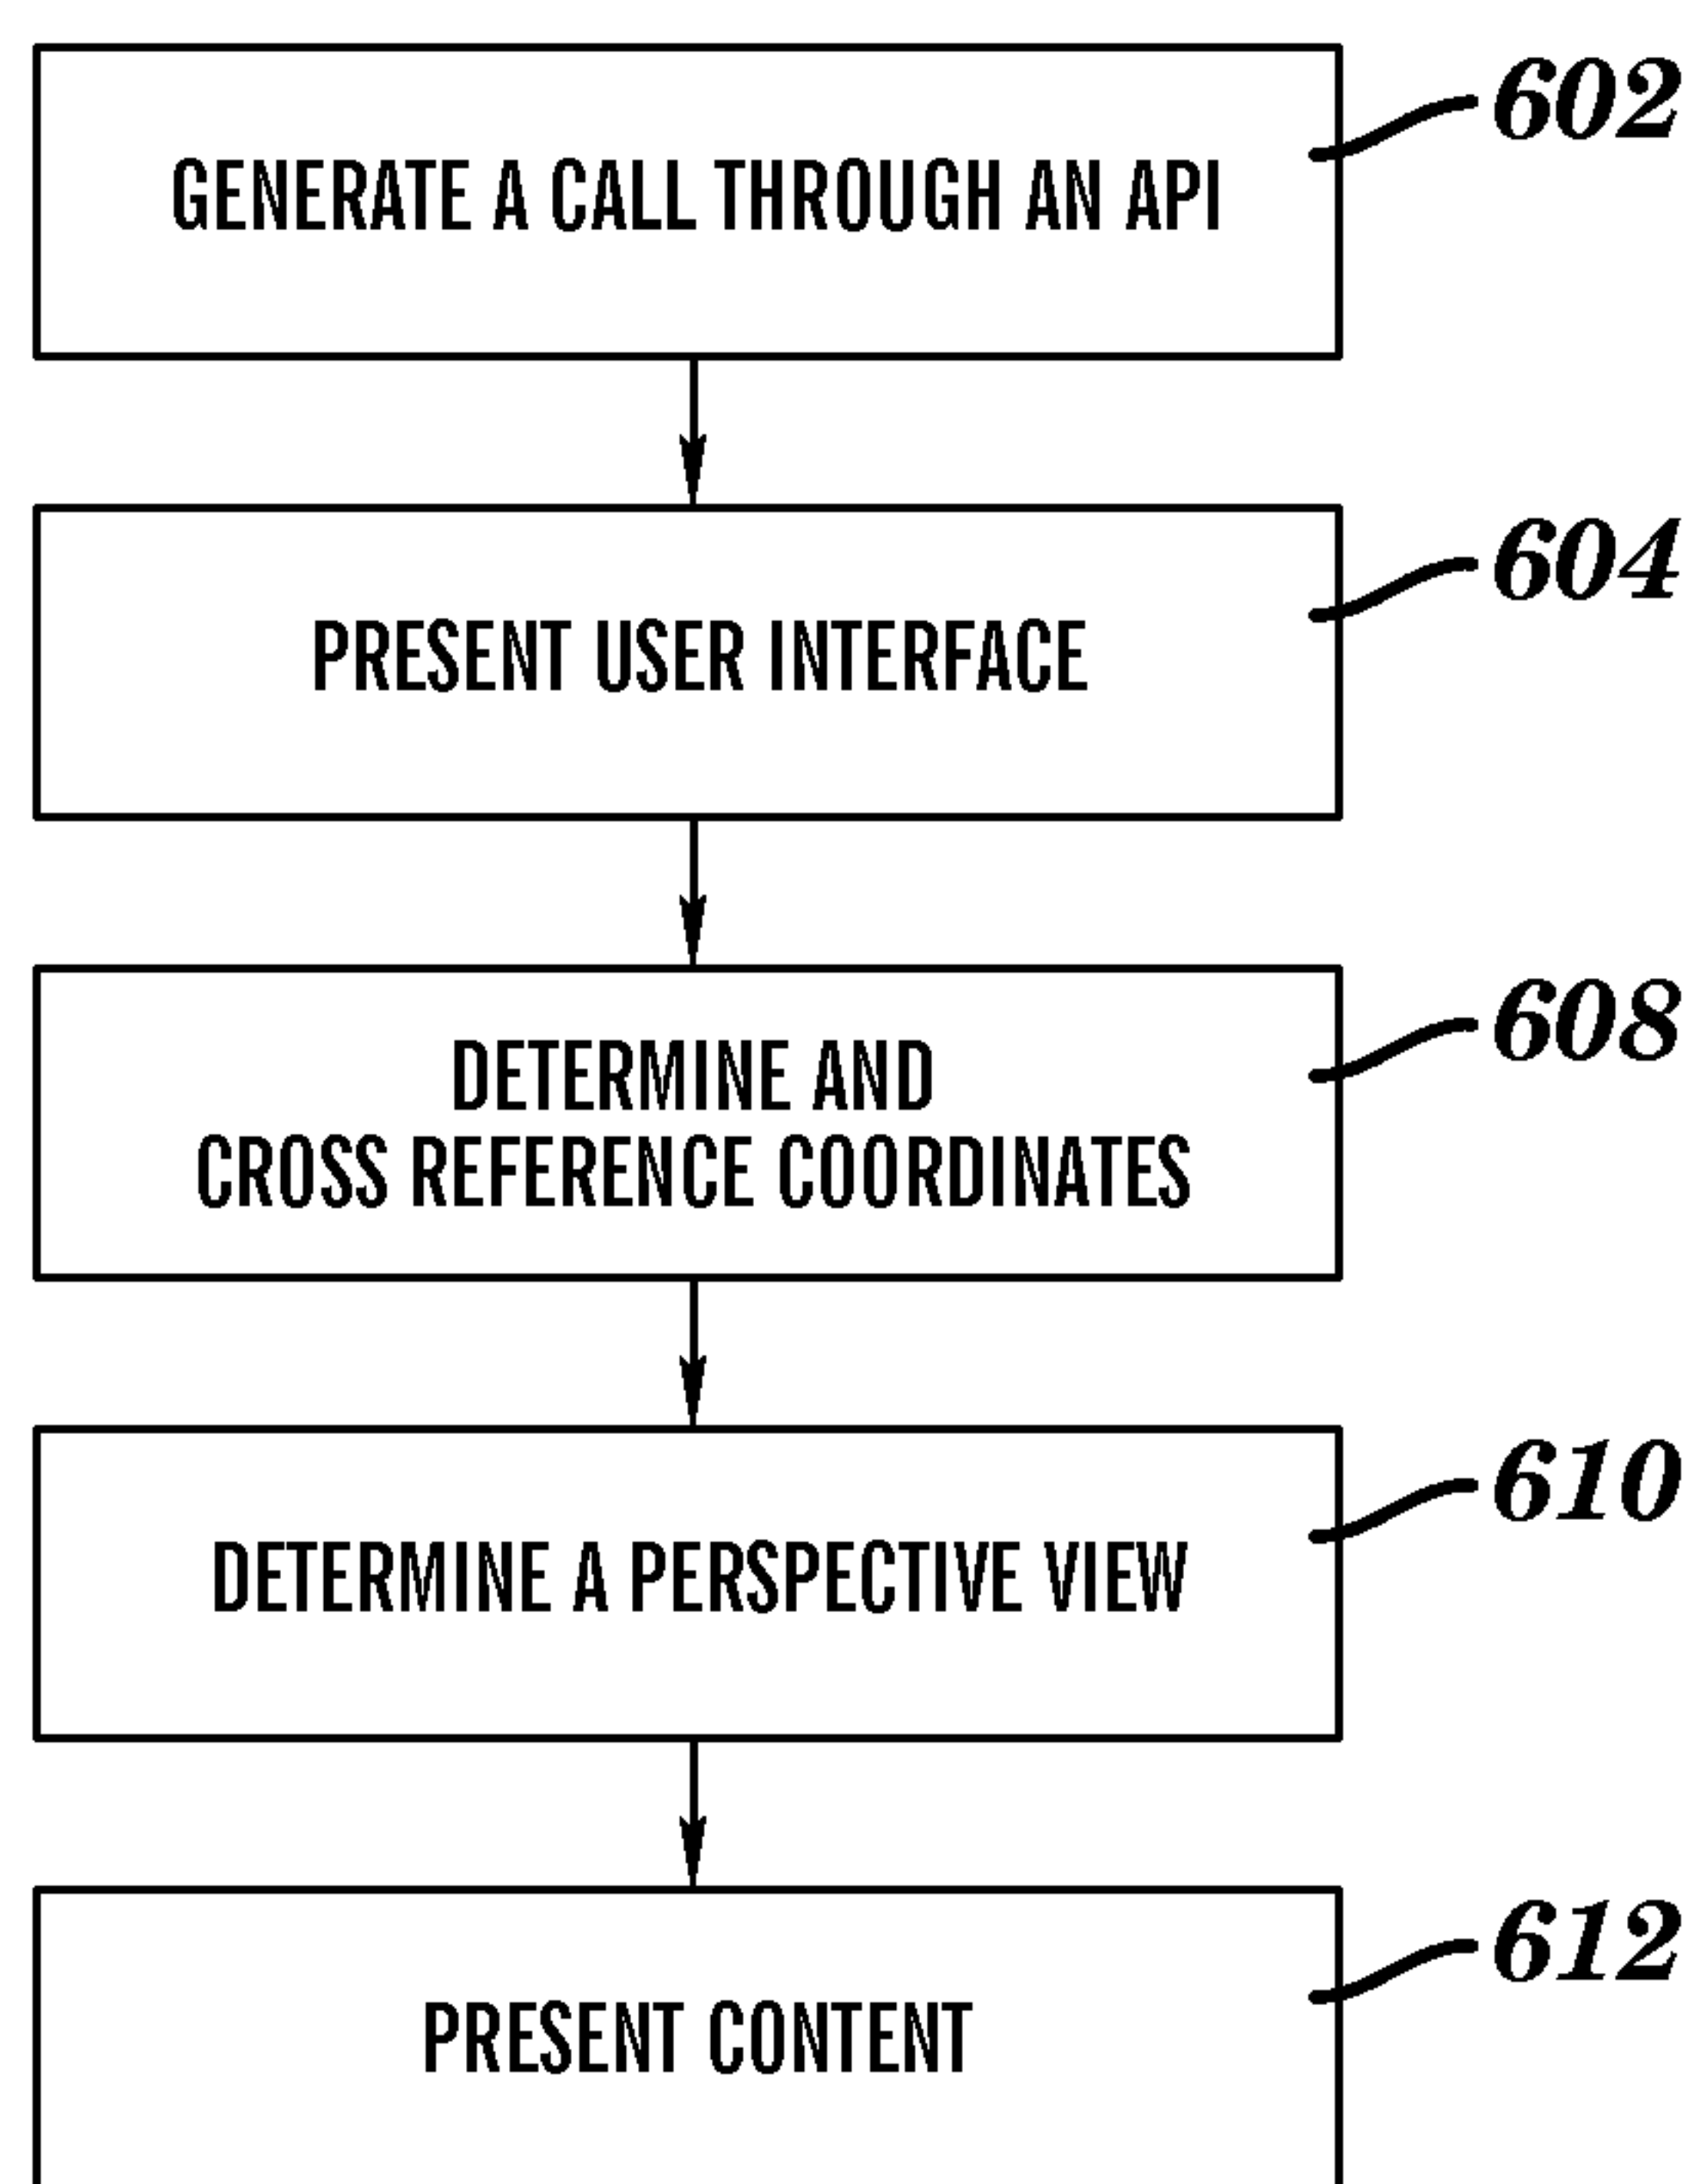 GENERATE A CALL THROUGH AN API
602
PRESENT USER INTERFACE
604
DETERMINE AND
CROSS REFERENCE COORDINATES
608
DETERMINE A PERSPECTIVE VIEW
610
PRESENT CONTENT
612